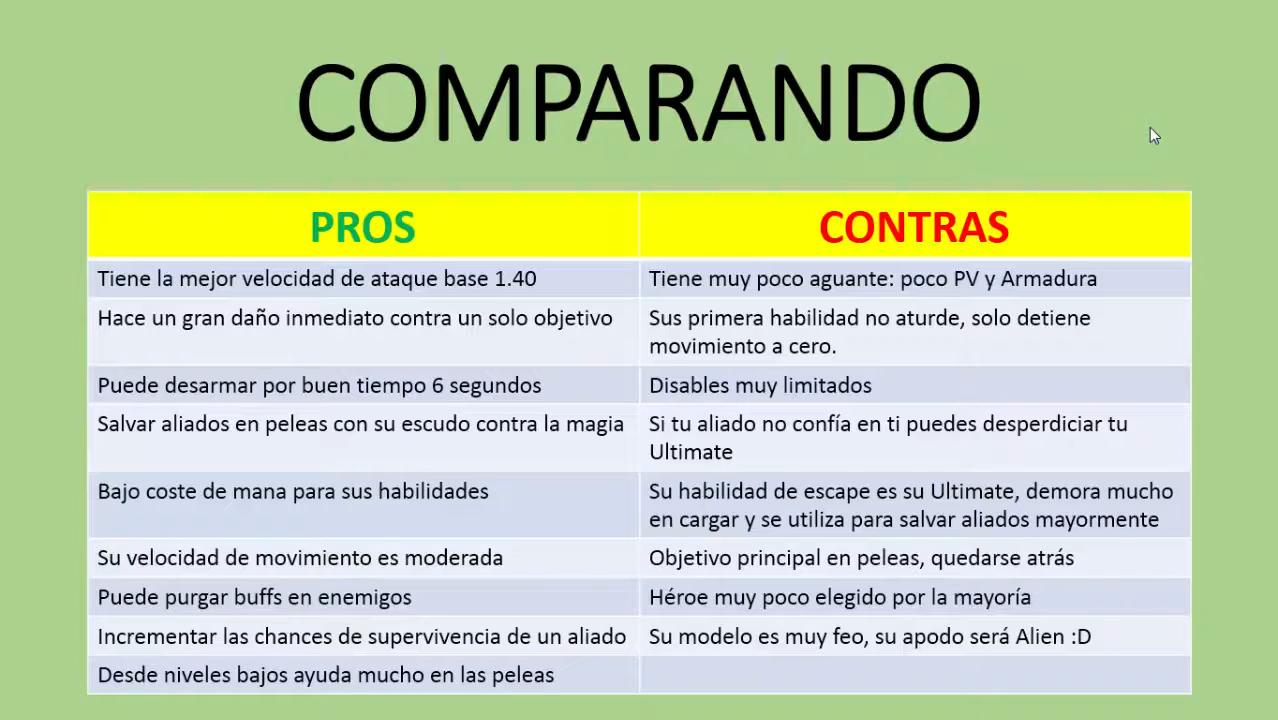 COMPARANDO
PROS
CONTRAS
Tiene la mejor velocidad de ataque base 1.40
Tiene muy poco aguante: poco PV y Armadura
Hace un gran daño inmediato contra un solo objetivo
Sus primera habilidad no aturde, solo detiene
movimiento a cero.
Puede desarmar por buen tiempo 6 segundos
Disables muy limitados
Salvar aliados en peleas con su escudo contra la magia
Si tu aliado no confía en ti puedes desperdiciar tu
Ultimate
Bajo coste de mana para sus habilidades
Su habilidad de escape es su Ultimate, demora mucho
en cargar y se utiliza para salvar aliados mayormente
Su velocidad de movimiento es moderada
Objetivo principal en peleas, quedarse atrás
Puede purgar buffs en enemigos
Héroe muy poco elegido por la mayoría
Incrementar las chances de supervivencia de un aliado
Su modelo es muy feo, su apodo será Alien :D
Desde niveles bajos ayuda mucho en las peleas